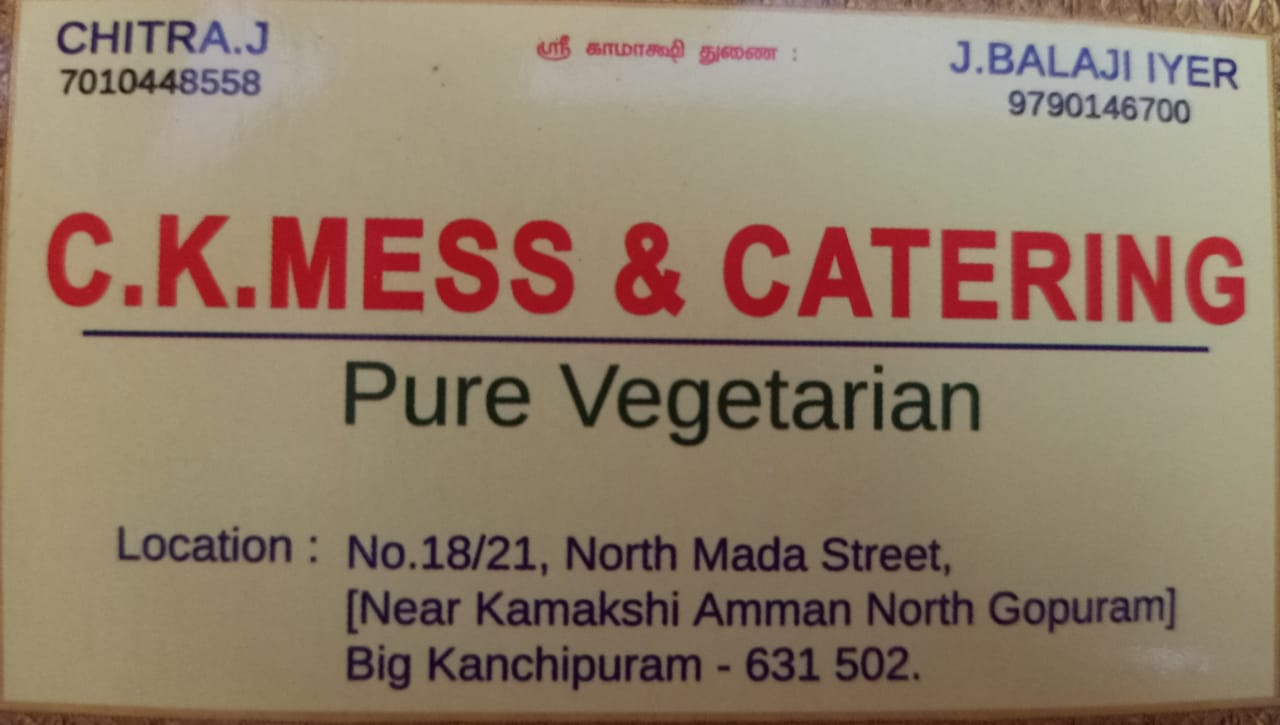 CHITRA.J
7010448558
ஸ்ரீ காமாக்ஷி துணை :
J.BALAJI IYER
9790146700
C.K.MESS & CATERING
Pure Vegetarian
Location : No.18/21, North Mada Street,
[Near Kamakshi Amman North Gopuram]
Big Kanchipuram - 631 502.